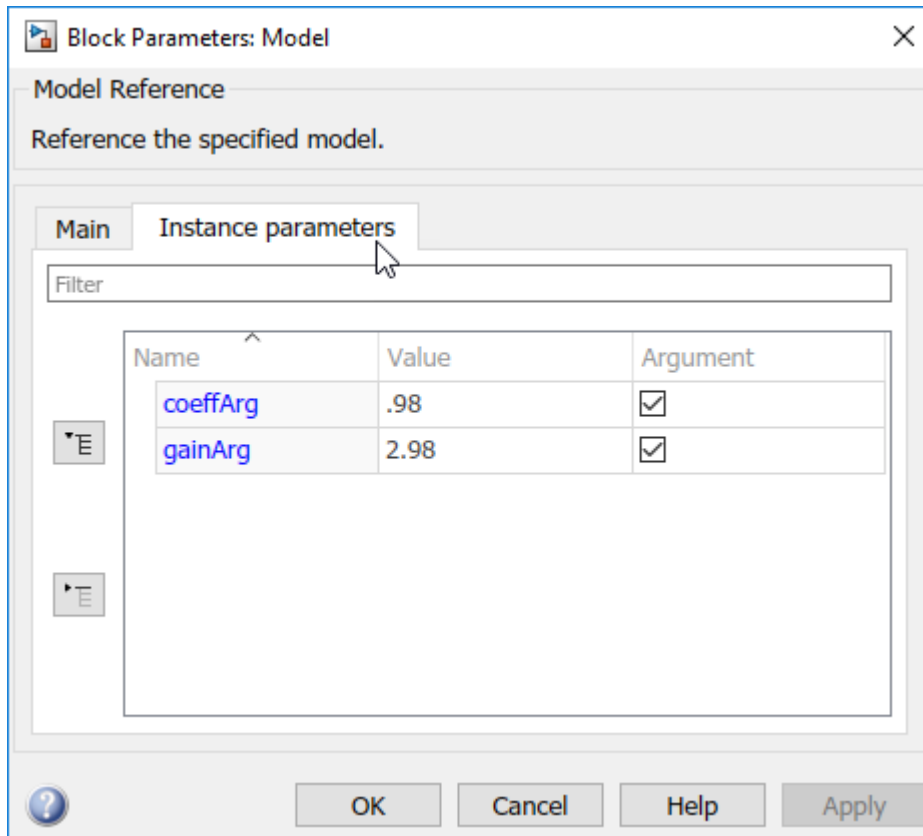 Block Parameters: Model
Model Reference
Reference the specified model.
Main Instance parameters
Filter
Name Value Argument
coeffArg .98
gainArg 2.98
OK Cancel Help Apply